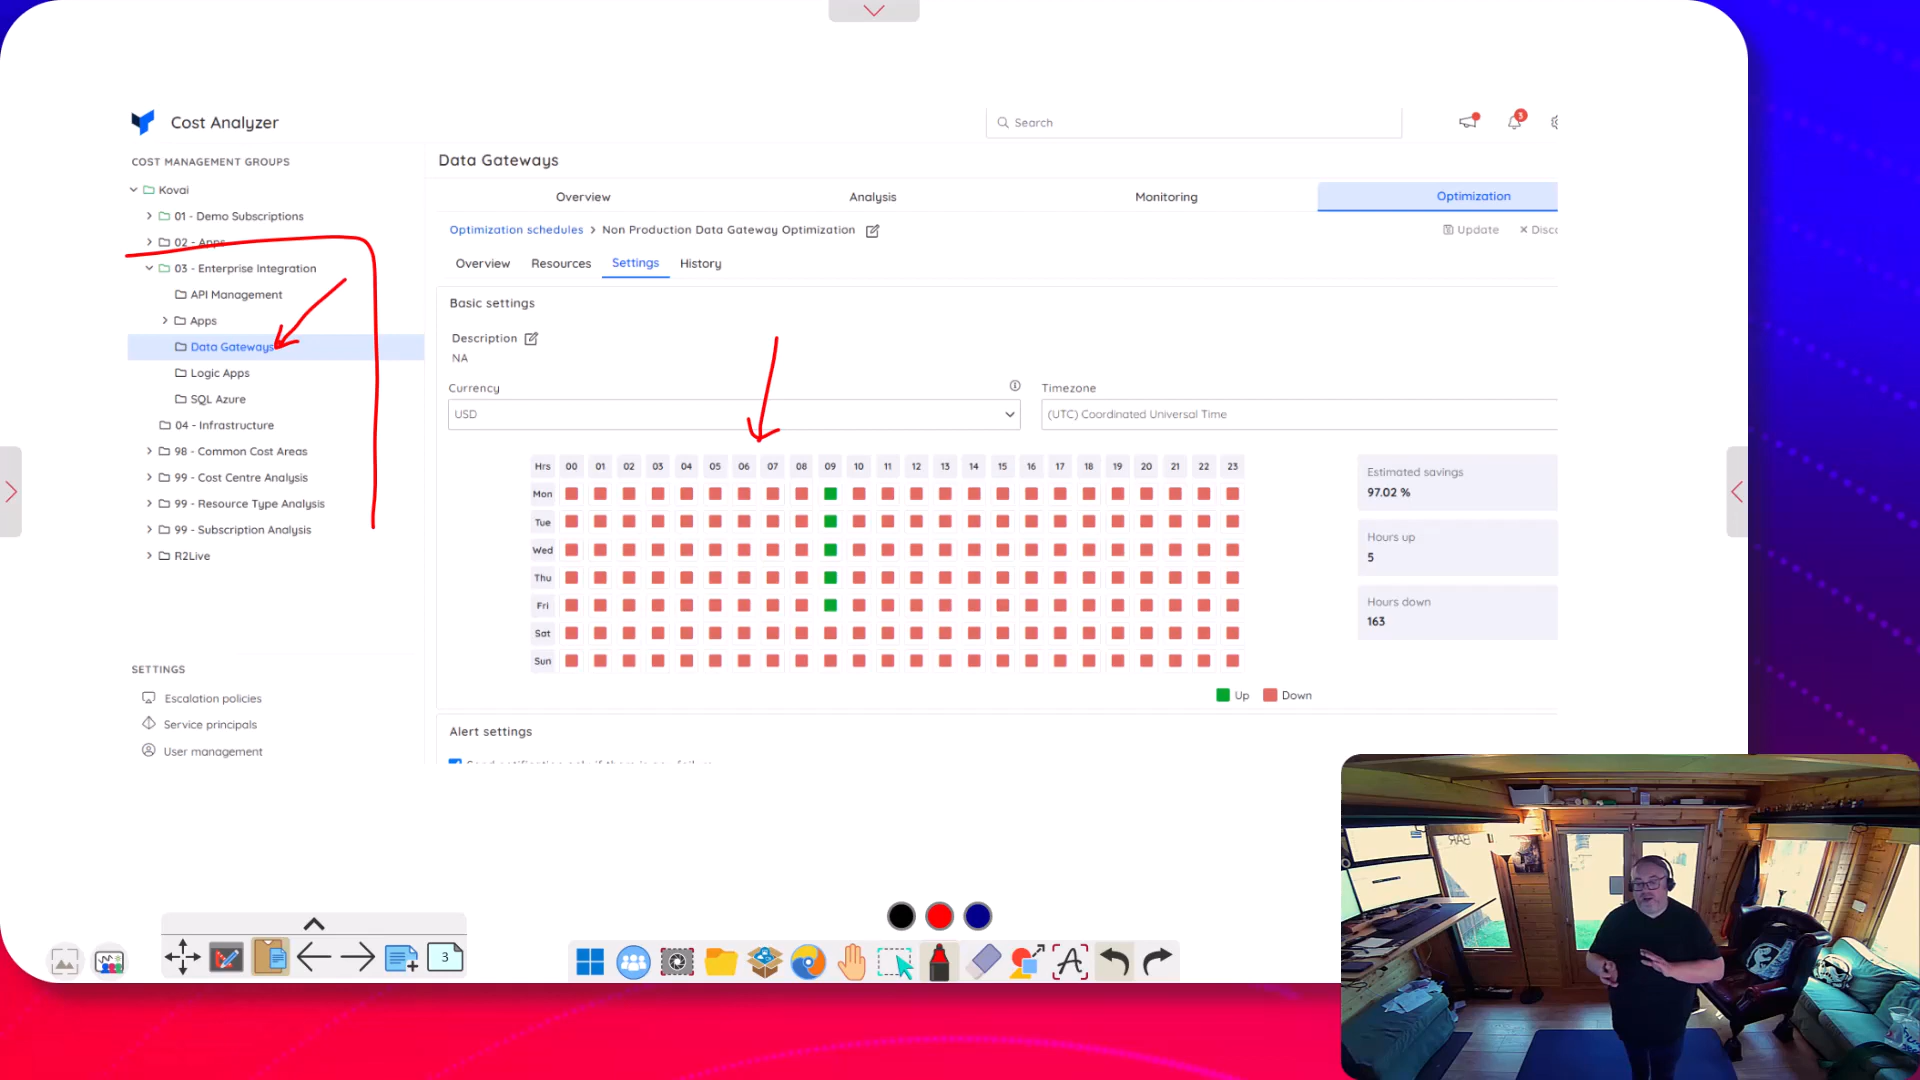 Cost Analyzer
Search
3
COST MANAGEMENT GROUPS
Kovai
01 - Demo Subscriptions
02 - Apps
03 - Enterprise Integration
API Management
Apps
Data Gateways
Logic Apps
SQL Azure
04 - Infrastructure
98 - Common Cost Areas
99 - Cost Centre Analysis
99 - Resource Type Analysis
99 - Subscription Analysis
R2Live
SETTINGS
Escalation policies
Service principals
User management
Data Gateways
Overview Analysis Monitoring Optimization
Optimization schedules > Non Production Data Gateway Optimization
Update Disc
Overview Resources Settings History
Basic settings
Description
NA
Currency
USD
Timezone
(UTC) Coordinated Universal Time
Hrs 00 01 02 03 04 05 06 07 08 09 10 11 12 13 14 15 16 17 18 19 20 21 22 23
Mon
Tue
Wed
Thu
Fri
Sat
Sun
Up Down
Estimated savings
97.02 %
Hours up
5
Hours down
163
Alert settings
3